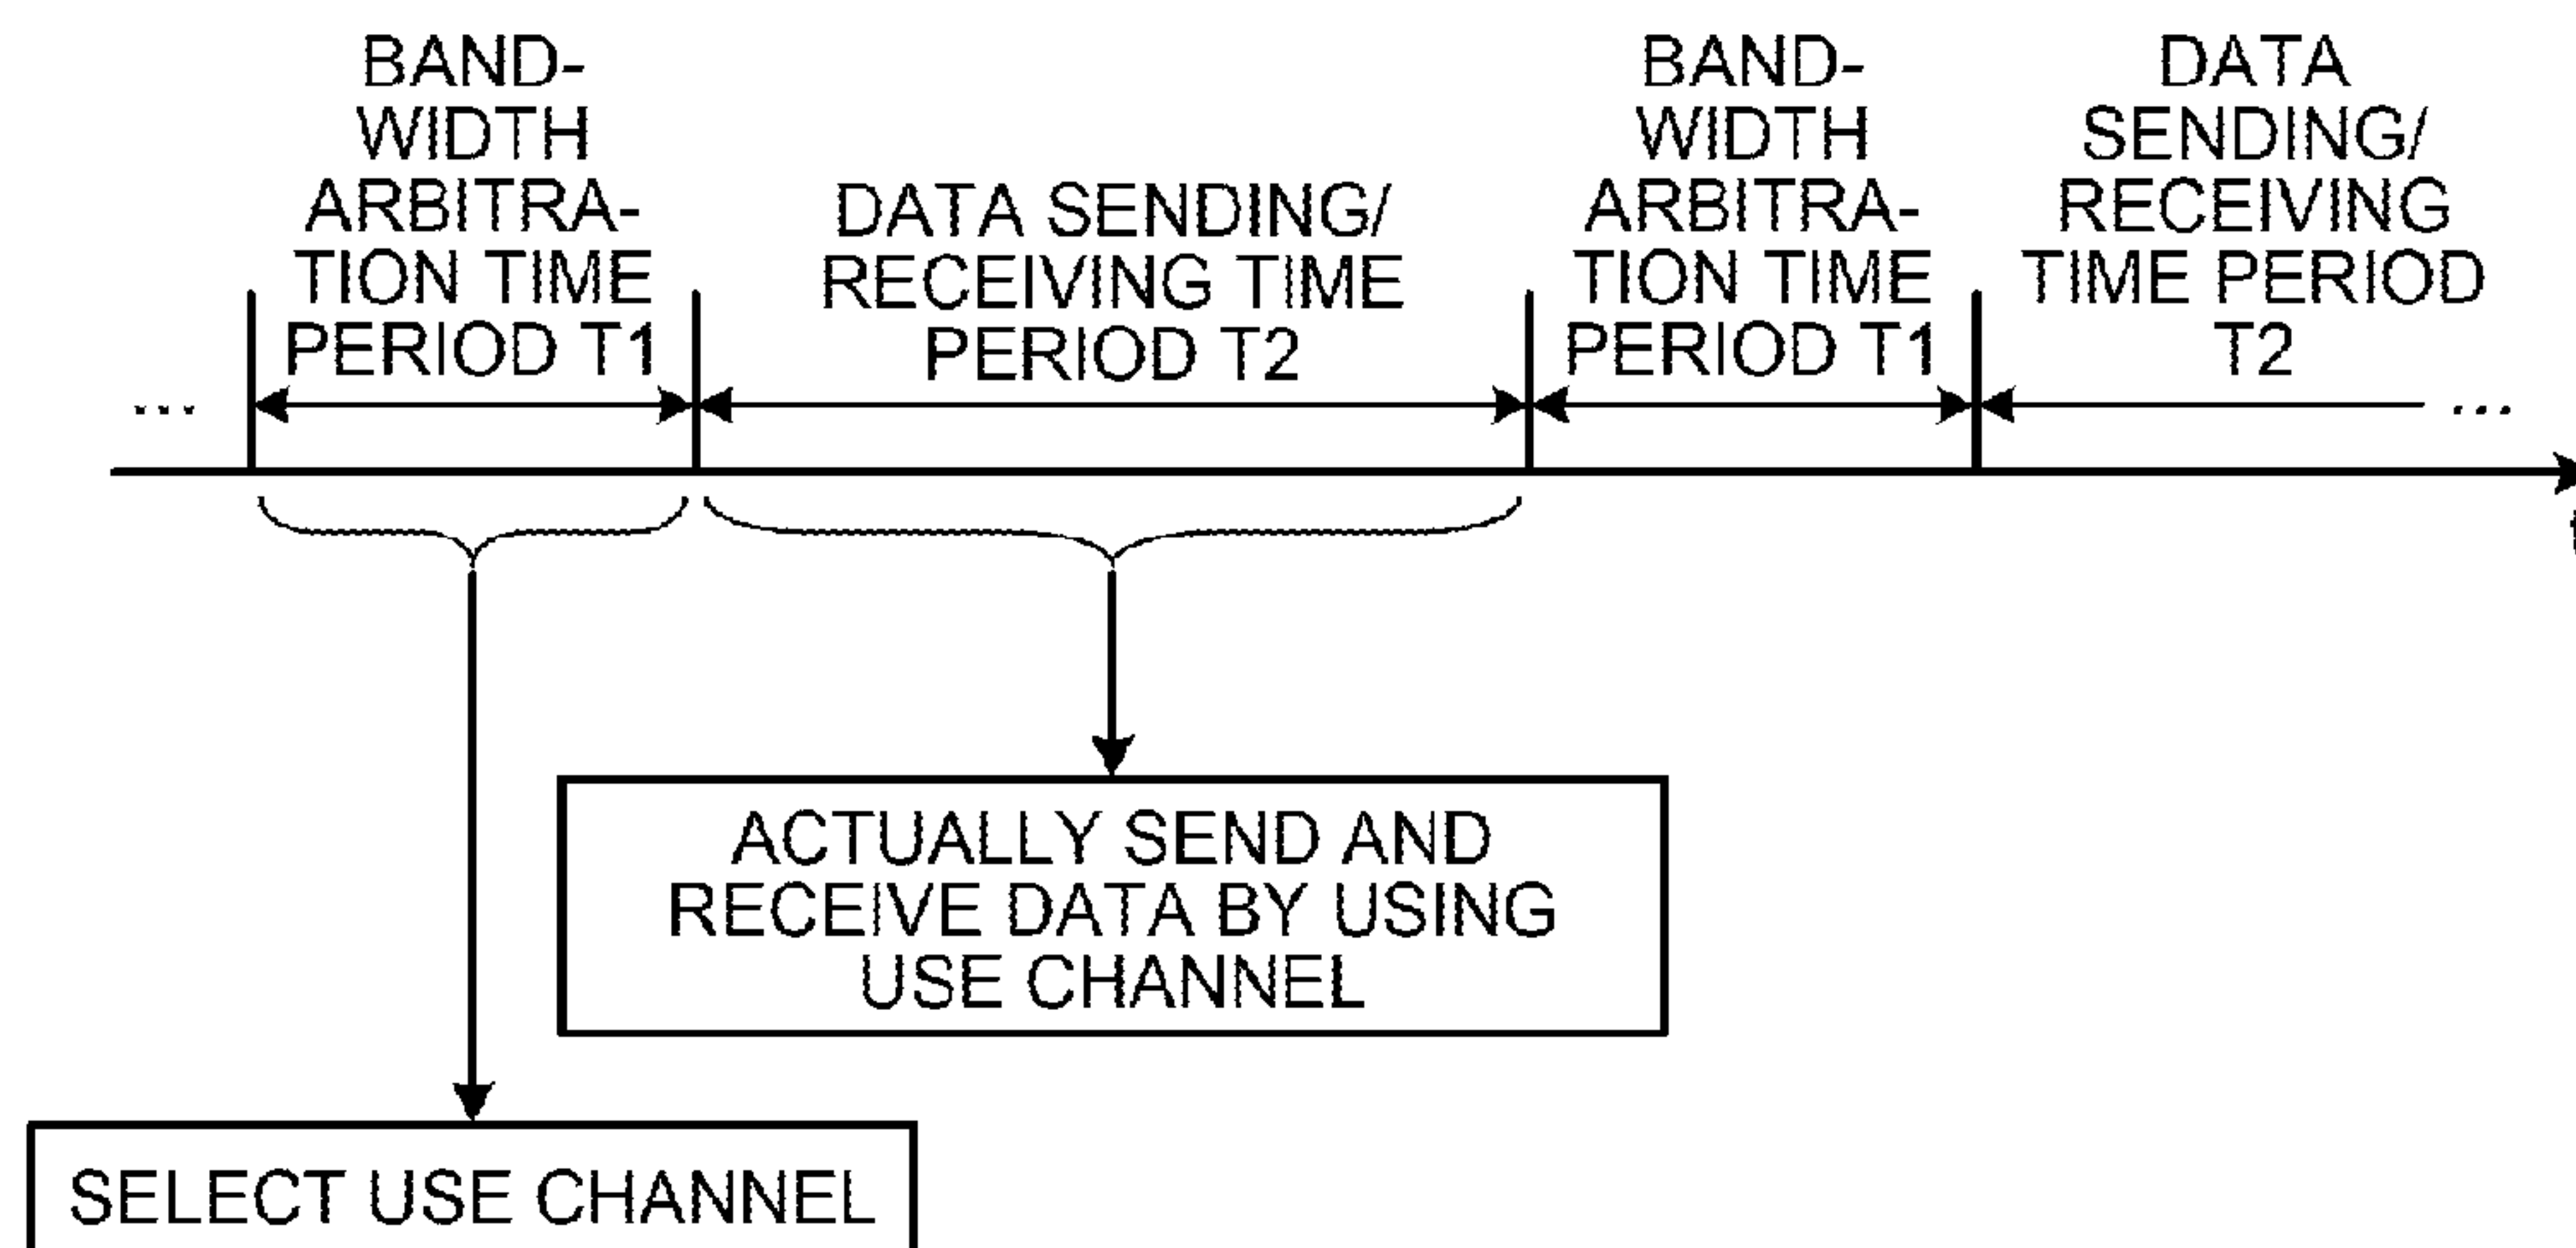 BAND-
WIDTH
ARBITRA-
TION TIME
PERIOD T1
DATA SENDING/
RECEIVING TIME
PERIOD T2
BAND-
WIDTH
ARBITRA-
TION TIME
PERIOD T1
DATA
SENDING/
RECEIVING
TIME PERIOD
T2
...
...
ACTUALLY SEND AND
RECEIVE DATA BY USING
USE CHANNEL
SELECT USE CHANNEL